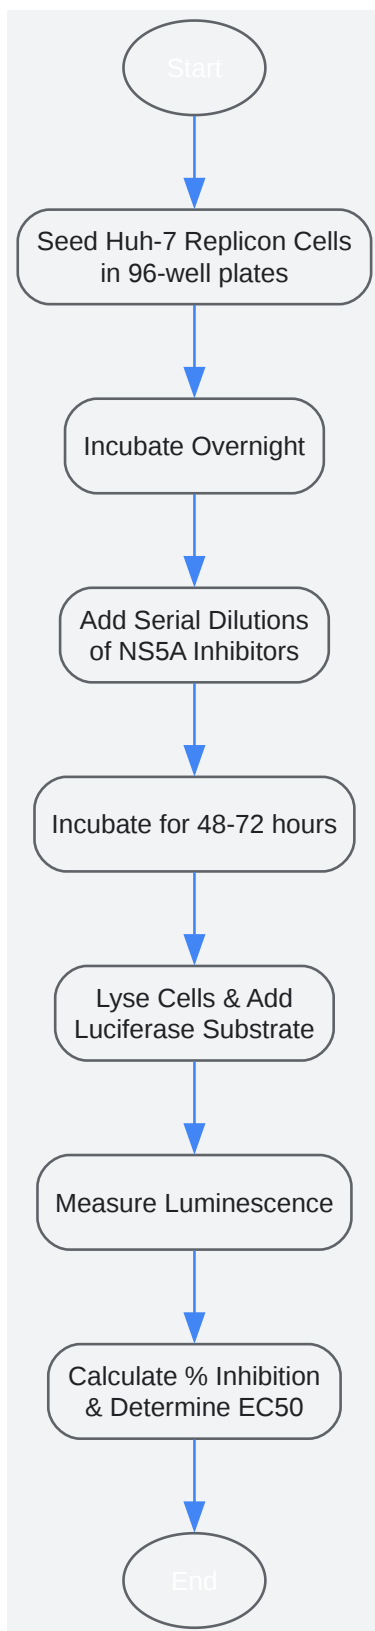 Start
Seed Huh-7 Replicon Cells
in 96-well plates
Incubate Overnight
Add Serial Dilutions
of NS5A Inhibitors
Incubate for 48-72 hours
Lyse Cells & Add
Luciferase Substrate
Measure Luminescence
Calculate % Inhibition
& Determine EC50
End